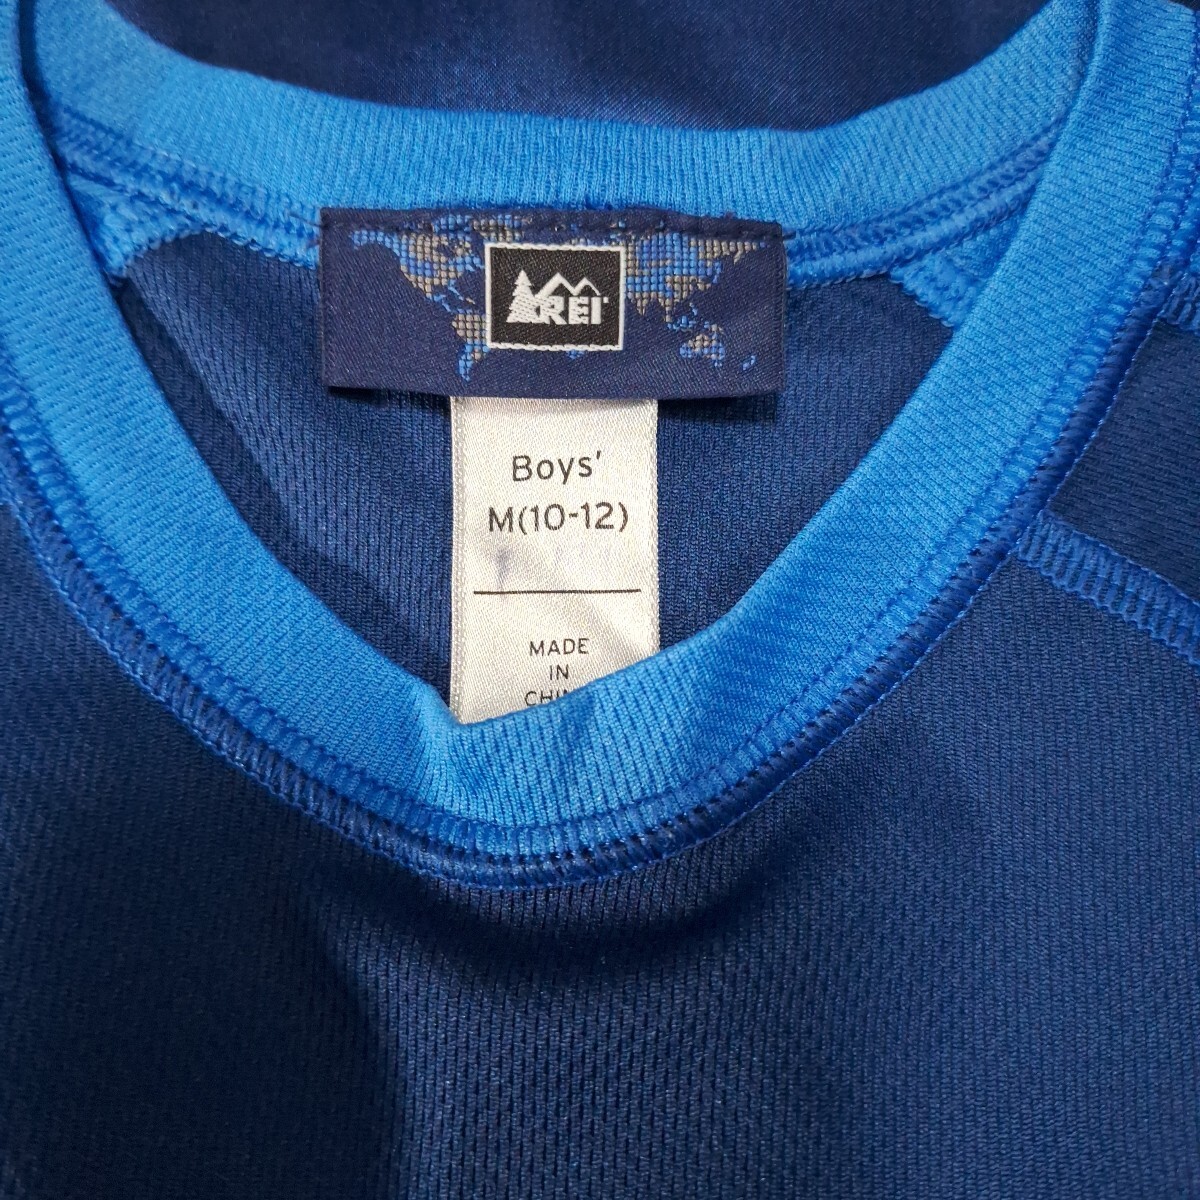 REI
Boys'
M(10-12)
MADE
IN